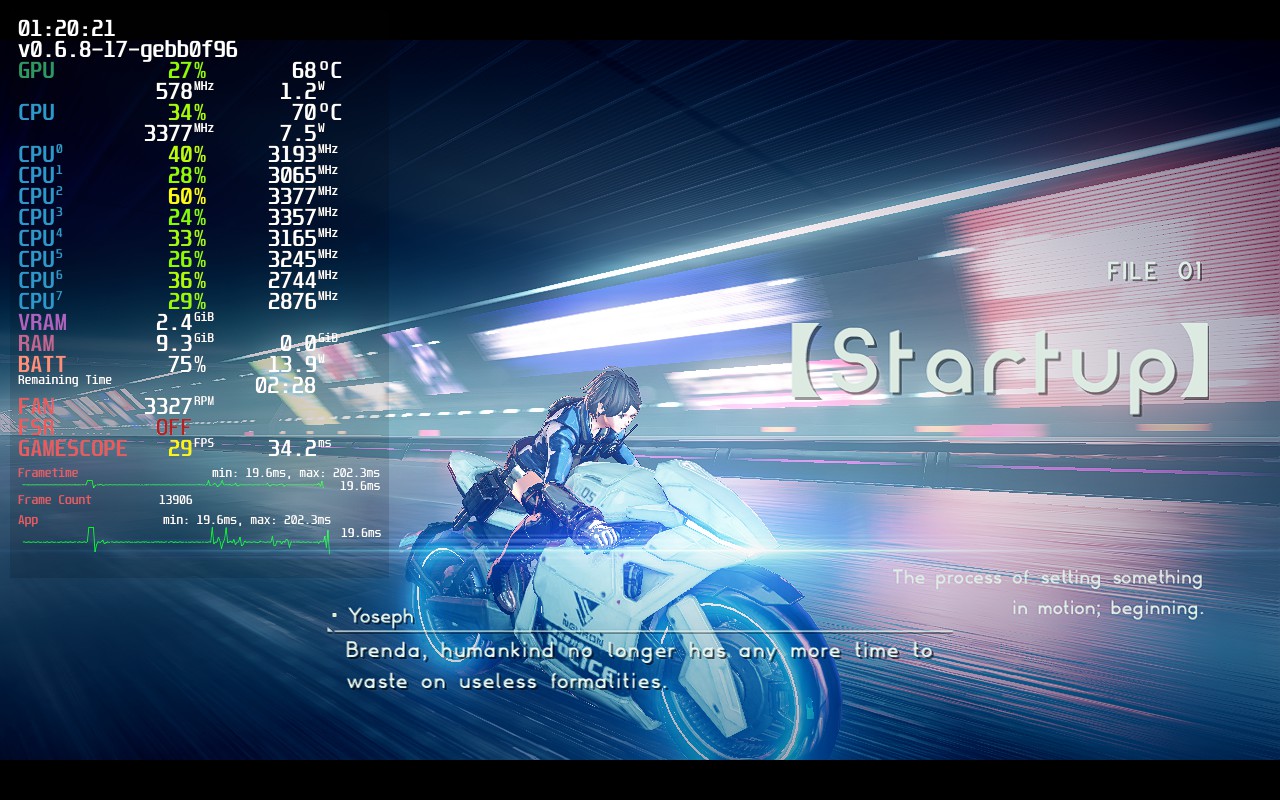 01:20:21
v0.6.8-17-gebb0f96
GPU 27% 68°C
578MHz 1.2W
CPU 34% 70°C
3377MHz 7.5W
CPU0 40% 3193MHz
CPU1 28% 3065MHz
CPU2 60% 3377MHz
CPU3 24% 3357MHz
CPU4 33% 3165MHz
CPU5 26% 3245MHz
CPU6 36% 2744MHz
CPU7 29% 2876MHz
VRAM 2.4GiB
RAM 9.3GiB 0.0GiB
BATT 75% 13.9W
Remaining Time 02:28
FAN 3327RPM
FSR OFF
GAMESCOPE 29FPS 34.2ms
Frametime min: 19.6ms, max: 202.3ms
19.6ms
Frame Count 13906
App min: 19.6ms, max: 202.3ms
19.6ms
FILE 01
【Startup】
The process of setting something
in motion; beginning.
05
NEURON
POLICE
· Yoseph
Brenda, humankind no longer has any more time to
waste on useless formalities.